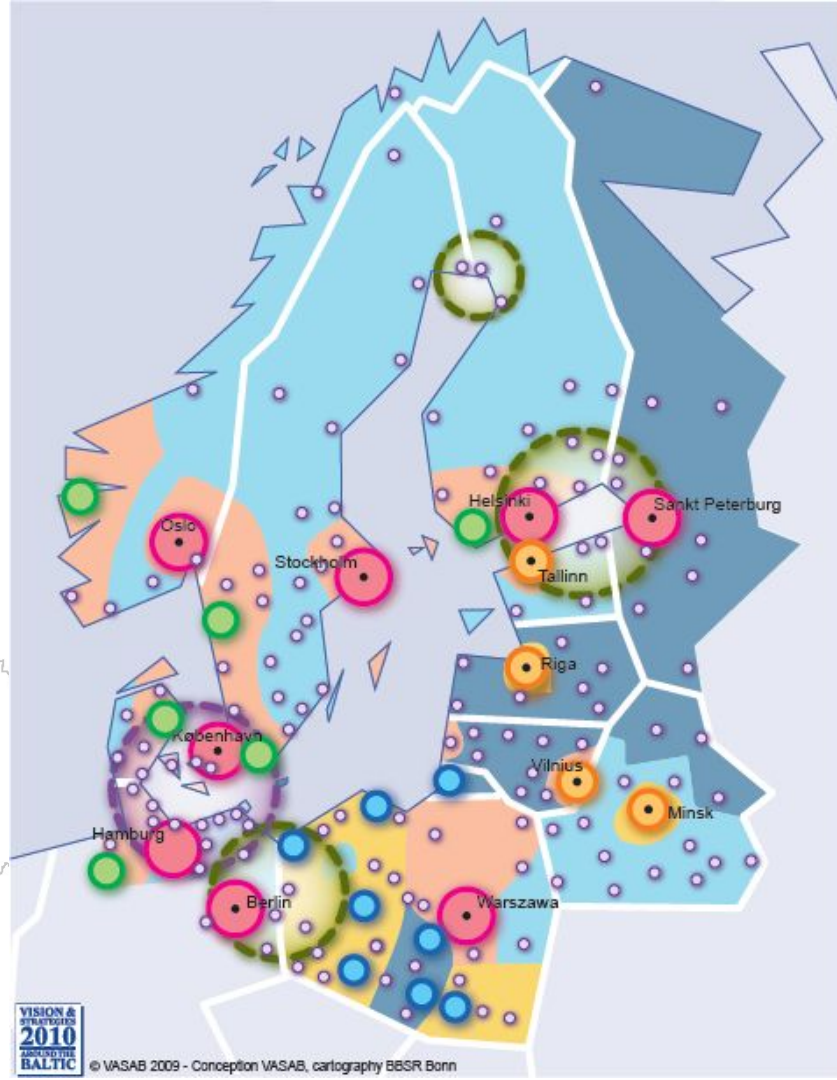 Oslo
Helsinki
Sankt Peterburg
Stockholm
Tallinn
Riga
København
Vilnius
Minsk
Hamburg
Berlin
Warszawa
VISION &
STRATEGIES
2010
AROUND THE
BALTIC
© VASAB 2009 - Conception VASAB, cartography BBSR Bonn